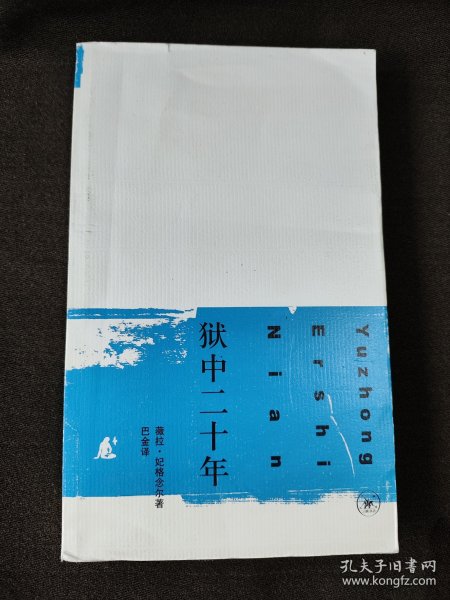 狱中二十年
Yuzhong
Ershi
Nian
薇拉·妃格念尔著
巴金译
孔夫子旧书网
www.kongfz.com